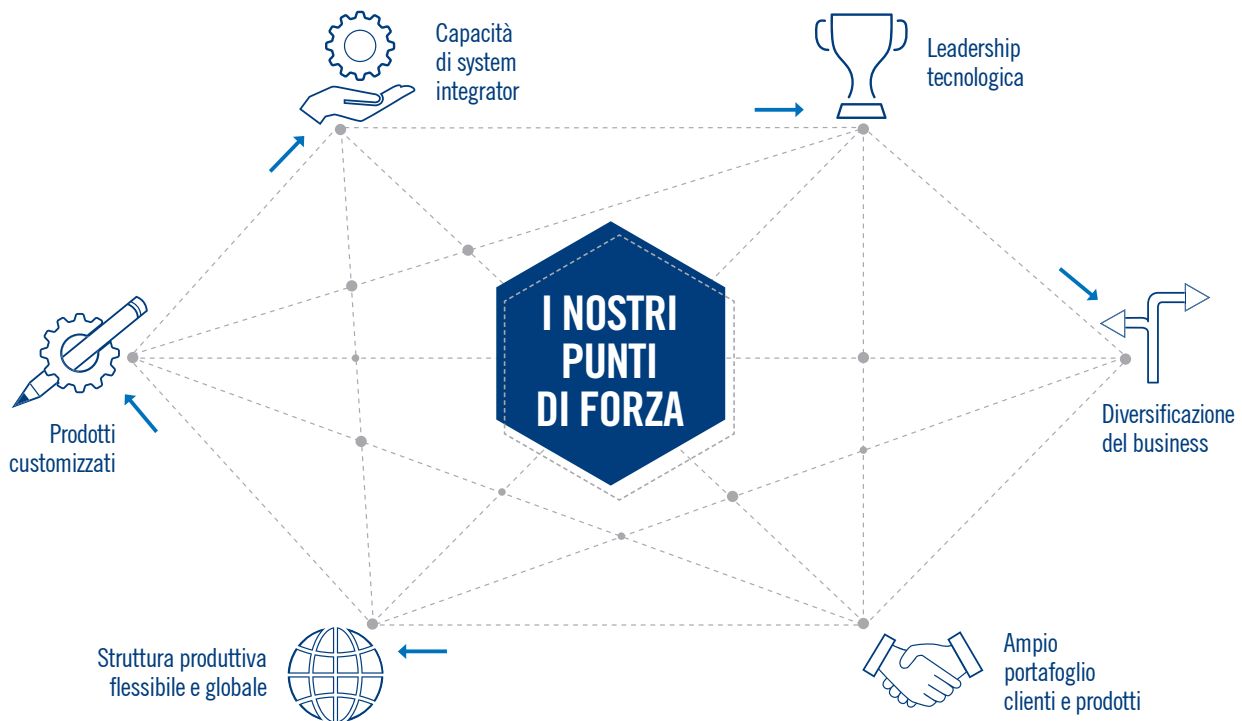 Capacità
di system
integrator
Leadership
tecnologica
I NOSTRI
PUNTI
DI FORZA
Prodotti
customizzati
Diversificazione
del business
Struttura produttiva
flessibile e globale
Ampio
portafoglio
clienti e prodotti